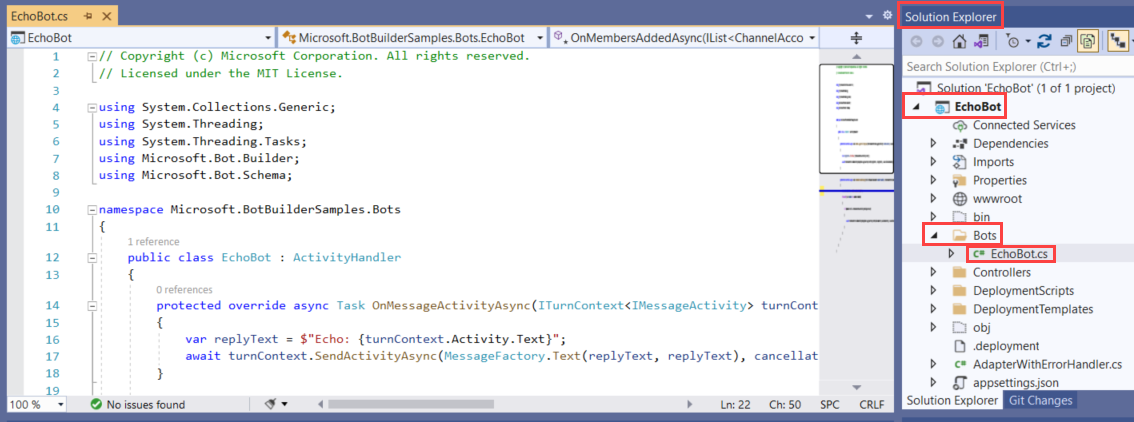 EchoBot.cs
EchoBot
Microsoft.BotBuilderSamples.Bots.EchoBot
OnMembersAddedAsync(IList<ChannelAcco
1 // Copyright (c) Microsoft Corporation. All rights reserved.
2 // Licensed under the MIT License.
3
4 using System.Collections.Generic;
5 using System.Threading;
6 using System.Threading.Tasks;
7 using Microsoft.Bot.Builder;
8 using Microsoft.Bot.Schema;
9
10 namespace Microsoft.BotBuilderSamples.Bots
11 {
1 reference
12 public class EchoBot : ActivityHandler
13 {
0 references
14 protected override async Task OnMessageActivityAsync(ITurnContext<IMessageActivity> turnCont
15 {
16 var replyText = $"Echo: {turnContext.Activity.Text}";
17 await turnContext.SendActivityAsync(MessageFactory.Text(replyText, replyText), cancellat
18 }
19
100 %
No issues found
Ln: 22
Ch: 50
SPC
CRLF
Solution Explorer
Search Solution Explorer (Ctrl+;)
Solution 'EchoBot' (1 of 1 project)
EchoBot
Connected Services
Dependencies
Imports
Properties
wwwroot
bin
Bots
C# EchoBot.cs
Controllers
DeploymentScripts
DeploymentTemplates
obj
.deployment
C# AdapterWithErrorHandler.cs
appsettings.json
Solution Explorer
Git Changes